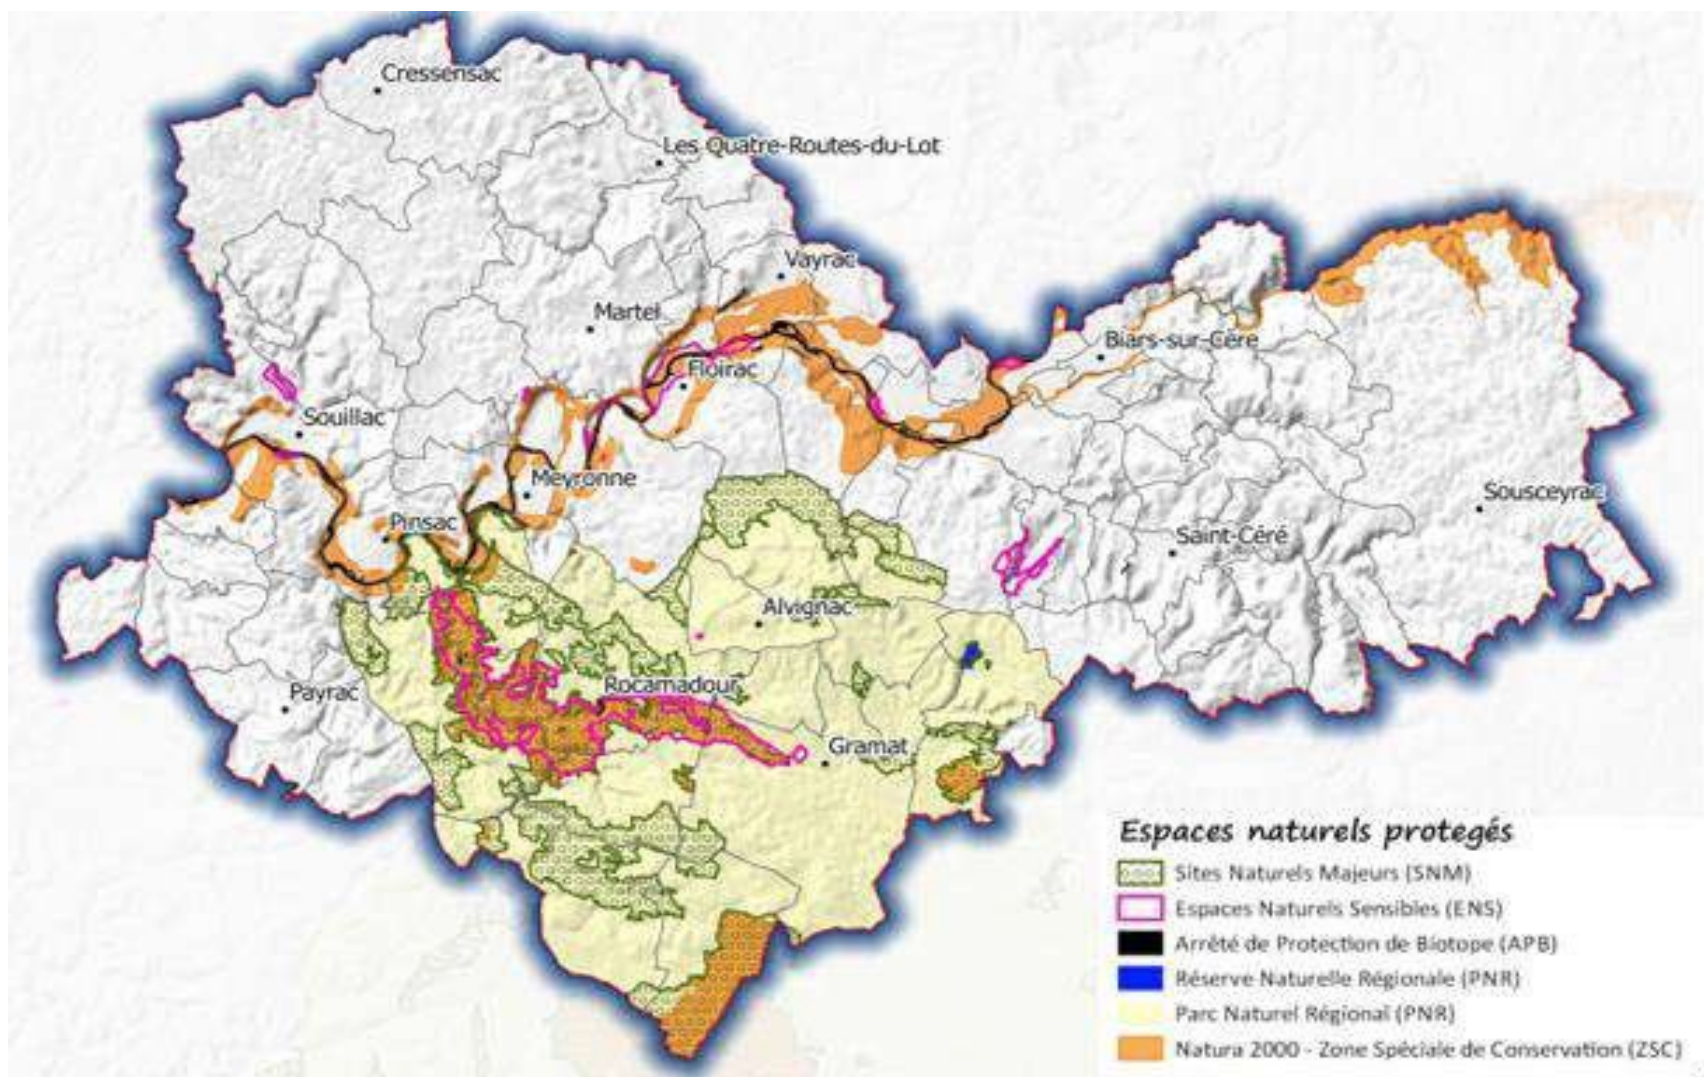 Cressensac
Les Quatre-Routes-du-Lot
Vayrac
Martel
Biars-sur-Cère
Floirac
Souillac
Meyronne
Sousceyrac
Pinsac
Saint-Céré
Alvignac
Rocamadour
Payrac
Gramat
Espaces naturels protegés
Sites Naturels Majeurs (SNM)
Espaces Naturels Sensibles (ENS)
Arrêté de Protection de Biotope (APB)
Réserve Naturelle Régionale (PNR)
Parc Naturel Régional (PNR)
Natura 2000 - Zone Spéciale de Conservation (ZSC)